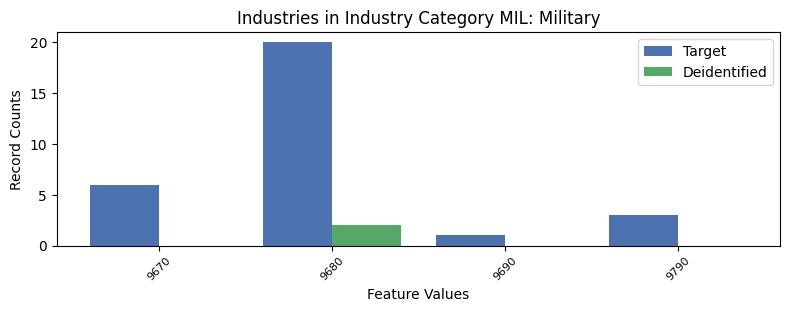 Industries in Industry Category MIL: Military
Target
Deidentified
Record Counts
20
15
10
5
0
9670
9680
9690
9790
Feature Values